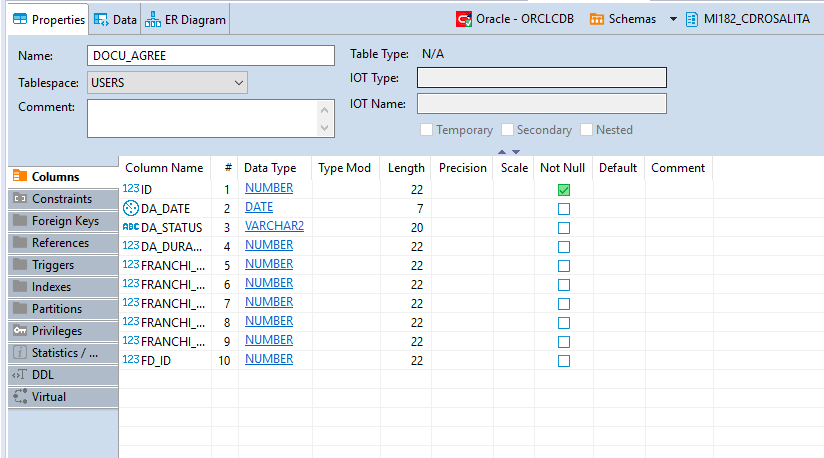 Properties Data ER Diagram Oracle - ORCLCDB Schemas MI182_CDROSALITA
Name: DOCU_AGREE Table Type: N/A
Tablespace: USERS IOT Type:
Comment: IOT Name:
Temporary Secondary Nested
Columns
Constraints
Foreign Keys
References
Triggers
Indexes
Partitions
Privileges
Statistics / ...
DDL
Virtual
Column Name # Data Type Type Mod Length Precision Scale Not Null Default Comment
123 ID 1 NUMBER 22
DA_DATE 2 DATE 7
ABC DA_STATUS 3 VARCHAR2 20
123 DA_DURA... 4 NUMBER 22
123 FRANCHI_... 5 NUMBER 22
123 FRANCHI_... 6 NUMBER 22
123 FRANCHI_... 7 NUMBER 22
123 FRANCHI_... 8 NUMBER 22
123 FRANCHI_... 9 NUMBER 22
123 FD_ID 10 NUMBER 22